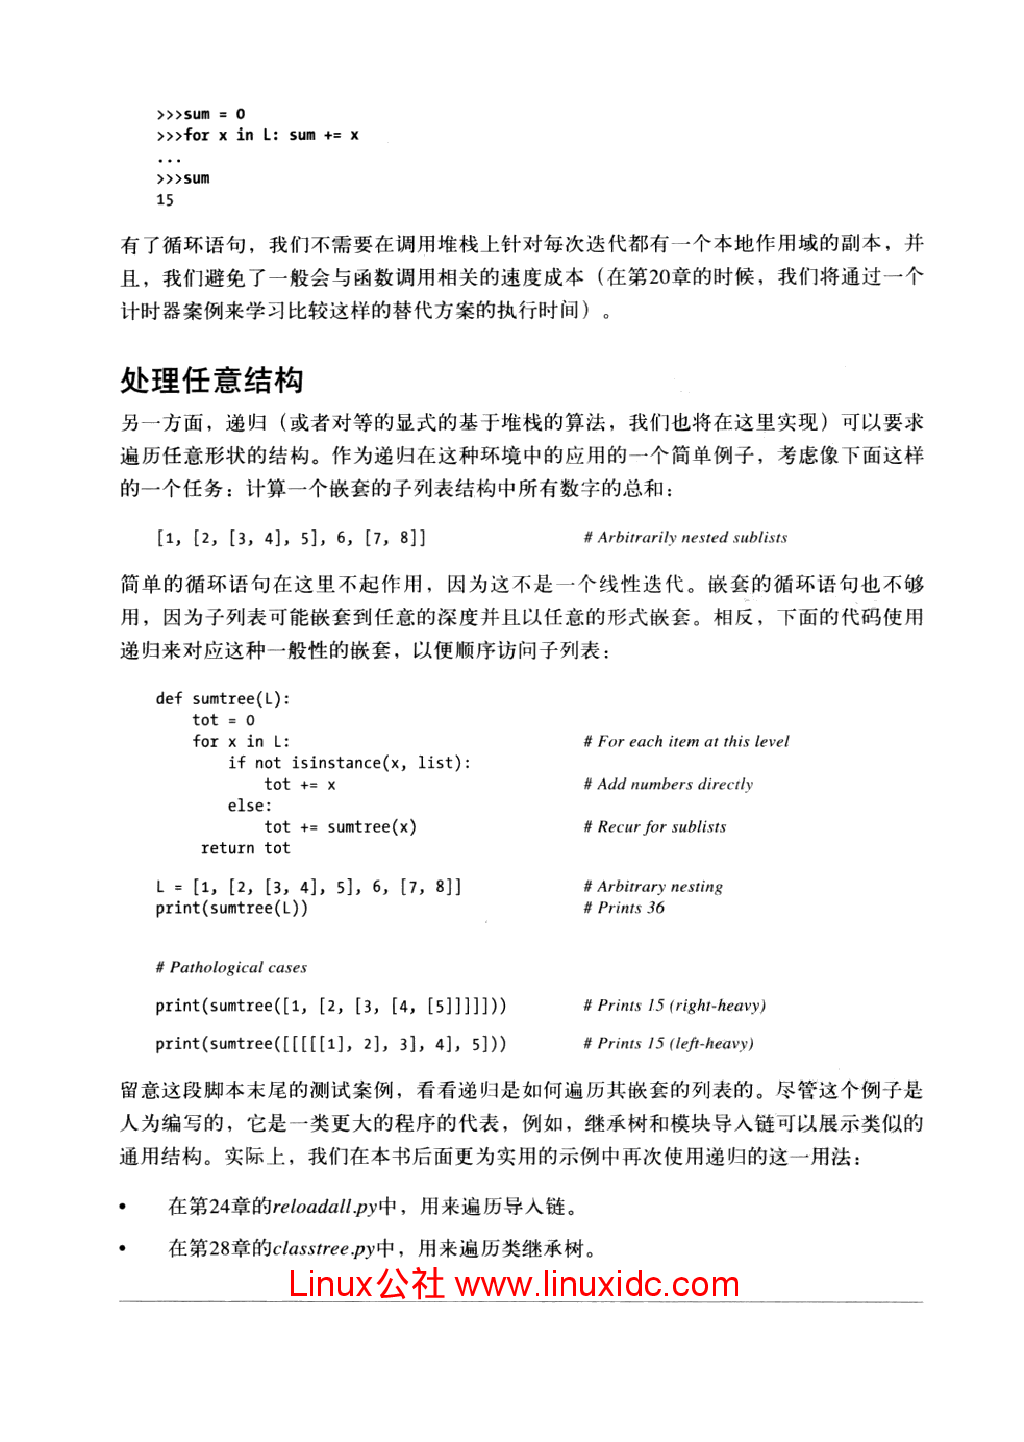 >>>sum = 0
>>>for x in L: sum += x
...
>>>sum
15
有了循环语句，我们不需要在调用堆栈上针对每次迭代都有一个本地作用域的副本，并
且，我们避免了一般会与函数调用相关的速度成本（在第20章的时候，我们将通过一个
计时器案例来学习比较这样的替代方案的执行时间）。
处理任意结构
另一方面，递归（或者对等的显式的基于堆栈的算法，我们也将在这里实现）可以要求
遍历任意形状的结构。作为递归在这种环境中的应用的一个简单例子，考虑像下面这样
的一个任务：计算一个嵌套的子列表结构中所有数字的总和：
[1, [2, [3, 4], 5], 6, [7, 8]] # Arbitrarily nested sublists
简单的循环语句在这里不起作用，因为这不是一个线性迭代。嵌套的循环语句也不够
用，因为子列表可能嵌套到任意的深度并且以任意的形式嵌套。相反，下面的代码使用
递归来对应这种一般性的嵌套，以便顺序访问子列表：
def sumtree(L):
tot = 0
for x in L: # For each item at this level
if not isinstance(x, list):
tot += x # Add numbers directly
else:
tot += sumtree(x) # Recur for sublists
return tot
L = [1, [2, [3, 4], 5], 6, [7, 8]] # Arbitrary nesting
print(sumtree(L)) # Prints 36
# Pathological cases
print(sumtree([1, [2, [3, [4, [5]]]]])) # Prints 15 (right-heavy)
print(sumtree([[[[[1], 2], 3], 4], 5])) # Prints 15 (left-heavy)
留意这段脚本末尾的测试案例，看看递归是如何遍历其嵌套的列表的。尽管这个例子是
人为编写的，它是一类更大的程序的代表，例如，继承树和模块导入链可以展示类似的
通用结构。实际上，我们在本书后面更为实用的示例中再次使用递归的这一用法：
• 在第24章的reloadall.py中，用来遍历导入链。
• 在第28章的classtree.py中，用来遍历类继承树。
Linux公社 www.linuxidc.com